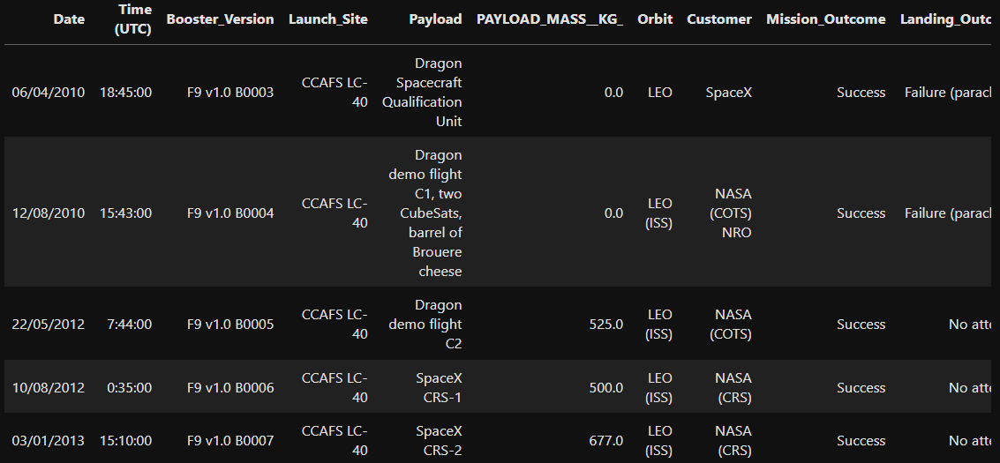 Date Time (UTC) Booster_Version Launch_Site Payload PAYLOAD_MASS__KG_ Orbit Customer Mission_Outcome Landing_Outc
06/04/2010 18:45:00 F9 v1.0 B0003 CCAFS LC-40 Dragon Spacecraft Qualification Unit 0.0 LEO SpaceX Success Failure (parac
12/08/2010 15:43:00 F9 v1.0 B0004 CCAFS LC-40 Dragon demo flight C1, two CubeSats, barrel of Brouere cheese 0.0 LEO (ISS) NASA (COTS) NRO Success Failure (parac
22/05/2012 7:44:00 F9 v1.0 B0005 CCAFS LC-40 Dragon demo flight C2 525.0 LEO (ISS) NASA (COTS) Success No atte
10/08/2012 0:35:00 F9 v1.0 B0006 CCAFS LC-40 SpaceX CRS-1 500.0 LEO (ISS) NASA (CRS) Success No atte
03/01/2013 15:10:00 F9 v1.0 B0007 CCAFS LC-40 SpaceX CRS-2 677.0 LEO (ISS) NASA (CRS) Success No atte